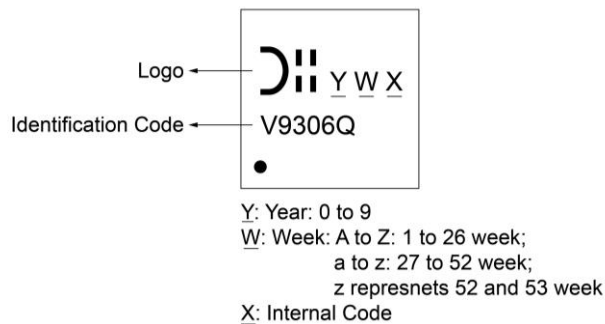 Logo
Y W X
Identification Code
V9306Q
Y: Year: 0 to 9
W: Week: A to Z: 1 to 26 week;
a to z: 27 to 52 week;
z represnets 52 and 53 week
X: Internal Code